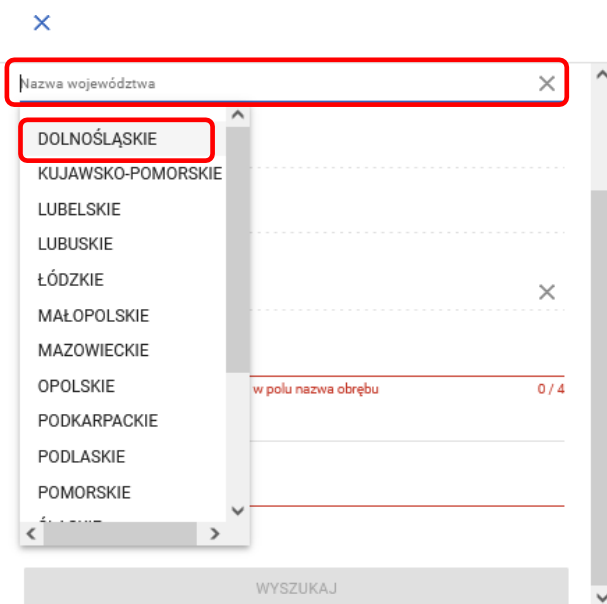 Nazwa województwa
DOLNOŚLĄSKIE
KUJAWSKO-POMORSKIE
LUBELSKIE
LUBUSKIE
ŁÓDZKIE
MAŁOPOLSKIE
MAZOWIECKIE
OPOLSKIE
w polu nazwa obrębu 0 / 4
PODKARPACKIE
PODLASKIE
POMORSKIE
WYSZUKAJ